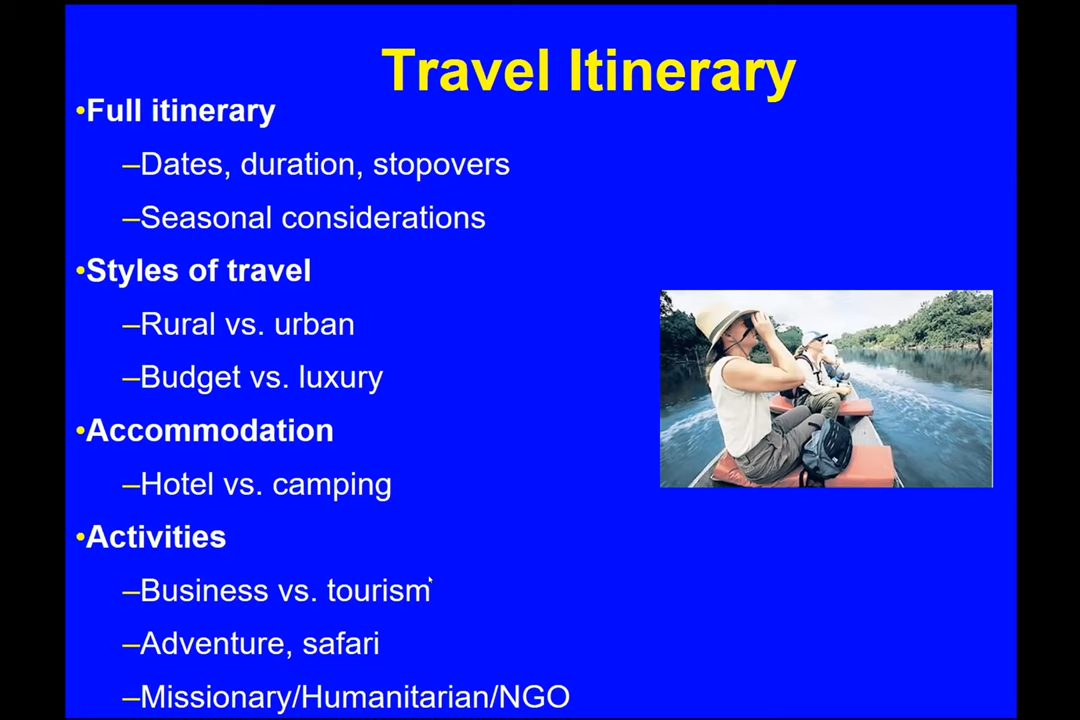 Travel Itinerary
•Full itinerary
–Dates, duration, stopovers
–Seasonal considerations
•Styles of travel
–Rural vs. urban
–Budget vs. luxury
•Accommodation
–Hotel vs. camping
•Activities
–Business vs. tourism
–Adventure, safari
–Missionary/Humanitarian/NGO